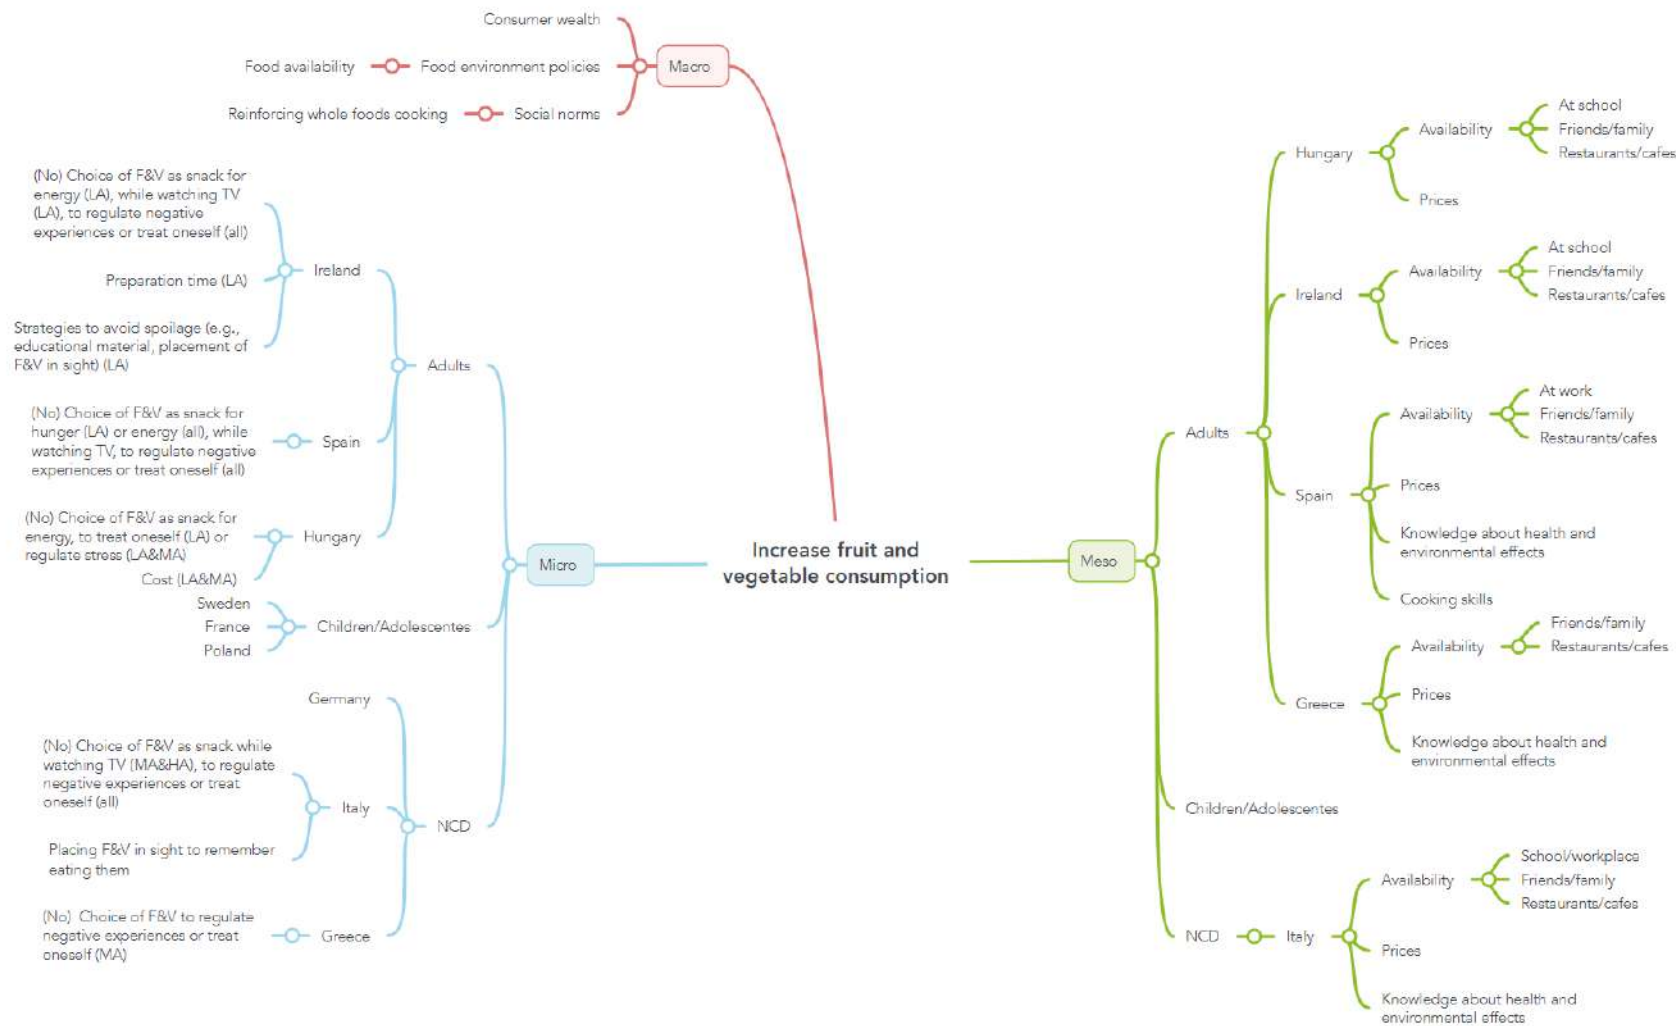 Consumer wealth
Food availability
Food environment policies
Macro
Reinforcing whole foods cooking
Social norms
(No) Choice of F&V as snack for
energy (LA), while watching TV
(LA), to regulate negative
experiences or treat oneself (all)
Preparation time (LA)
Strategies to avoid spoilage (e.g.,
educational material, placement of
F&V in sight) (LA)
Ireland
(No) Choice of F&V as snack for
hunger (LA) or energy (all), while
watching TV, to regulate negative
experiences or treat oneself (all)
Spain
(No) Choice of F&V as snack for
energy, to treat oneself (LA) or
regulate stress (LA&MA)
Cost (LA&MA)
Hungary
Adults
Sweden
France
Poland
Children/Adolescentes
Germany
(No) Choice of F&V as snack while
watching TV (MA&HA), to regulate
negative experiences or treat
oneself (all)
Placing F&V in sight to remember
eating them
Italy
(No) Choice of F&V to regulate
negative experiences or treat
oneself (MA)
Greece
NCD
Micro
Increase fruit and
vegetable consumption
Meso
Adults
Hungary
Availability
At school
Friends/family
Restaurants/cafes
Prices
Ireland
Availability
At school
Friends/family
Restaurants/cafes
Prices
Spain
Availability
At work
Friends/family
Restaurants/cafes
Prices
Knowledge about health and
environmental effects
Cooking skills
Greece
Availability
Friends/family
Restaurants/cafes
Prices
Knowledge about health and
environmental effects
Children/Adolescentes
NCD
Italy
Availability
School/workplace
Friends/family
Restaurants/cafes
Prices
Knowledge about health and
environmental effects